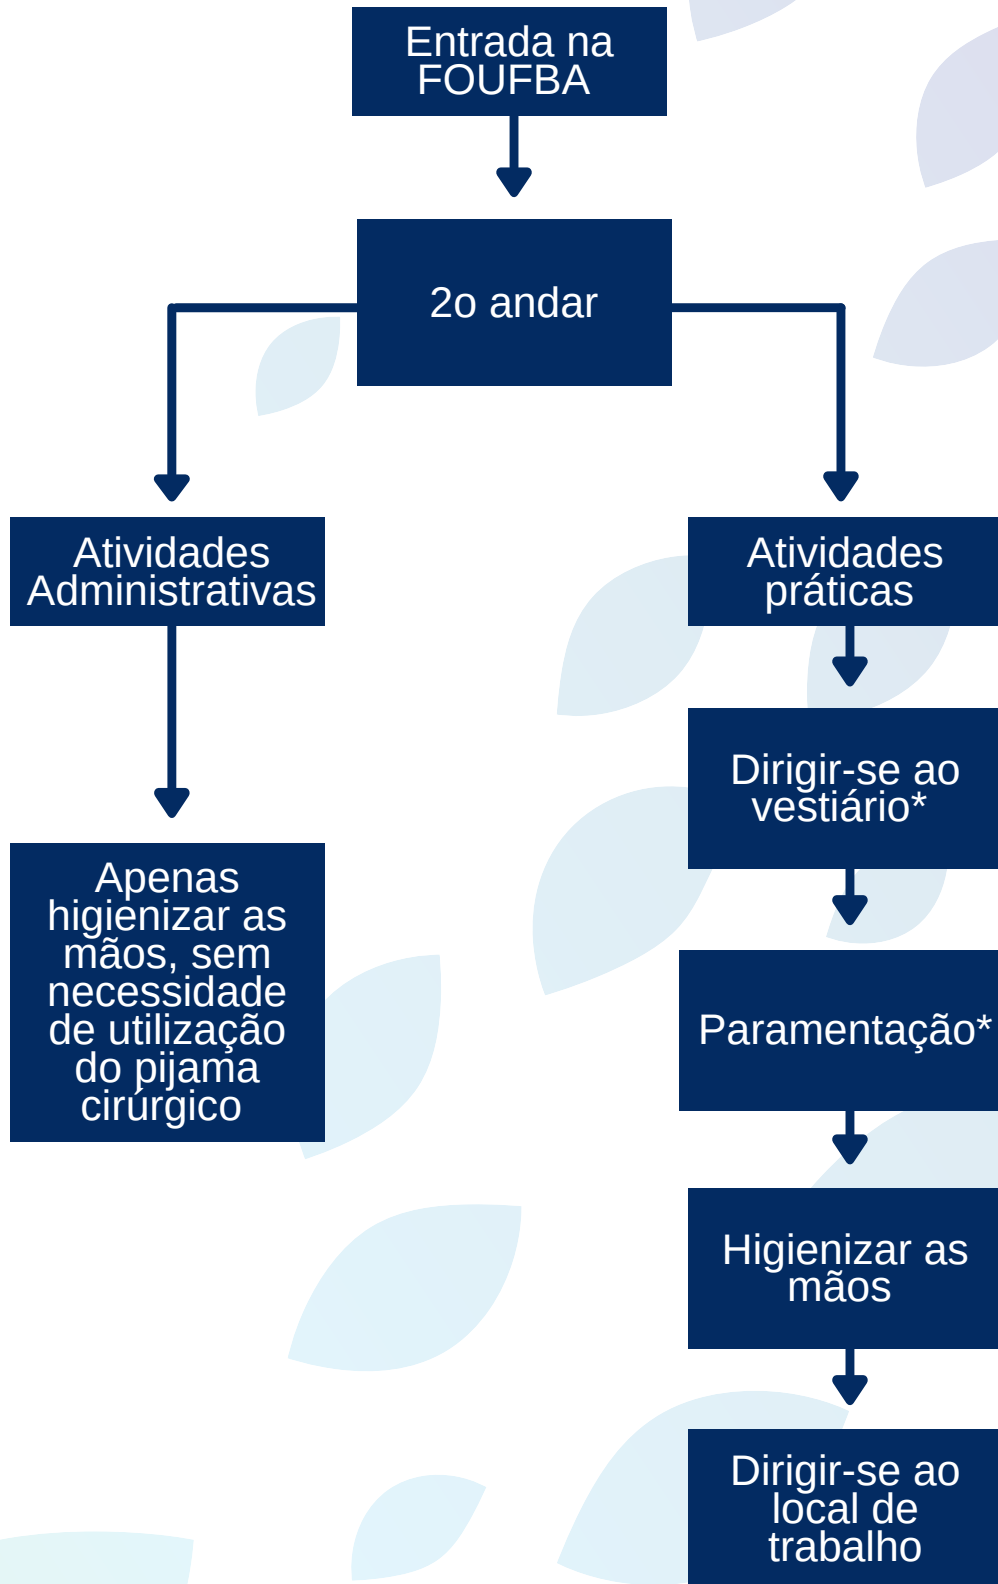 Entrada na
FOUFBA
2o andar
Atividades
Administrativas
Apenas
higienizar as
mãos, sem
necessidade
de utilização
do pijama
cirúrgico
Atividades
práticas
Dirigir-se ao
vestiário*
Paramentação*
Higienizar as
mãos
Dirigir-se ao
local de
trabalho